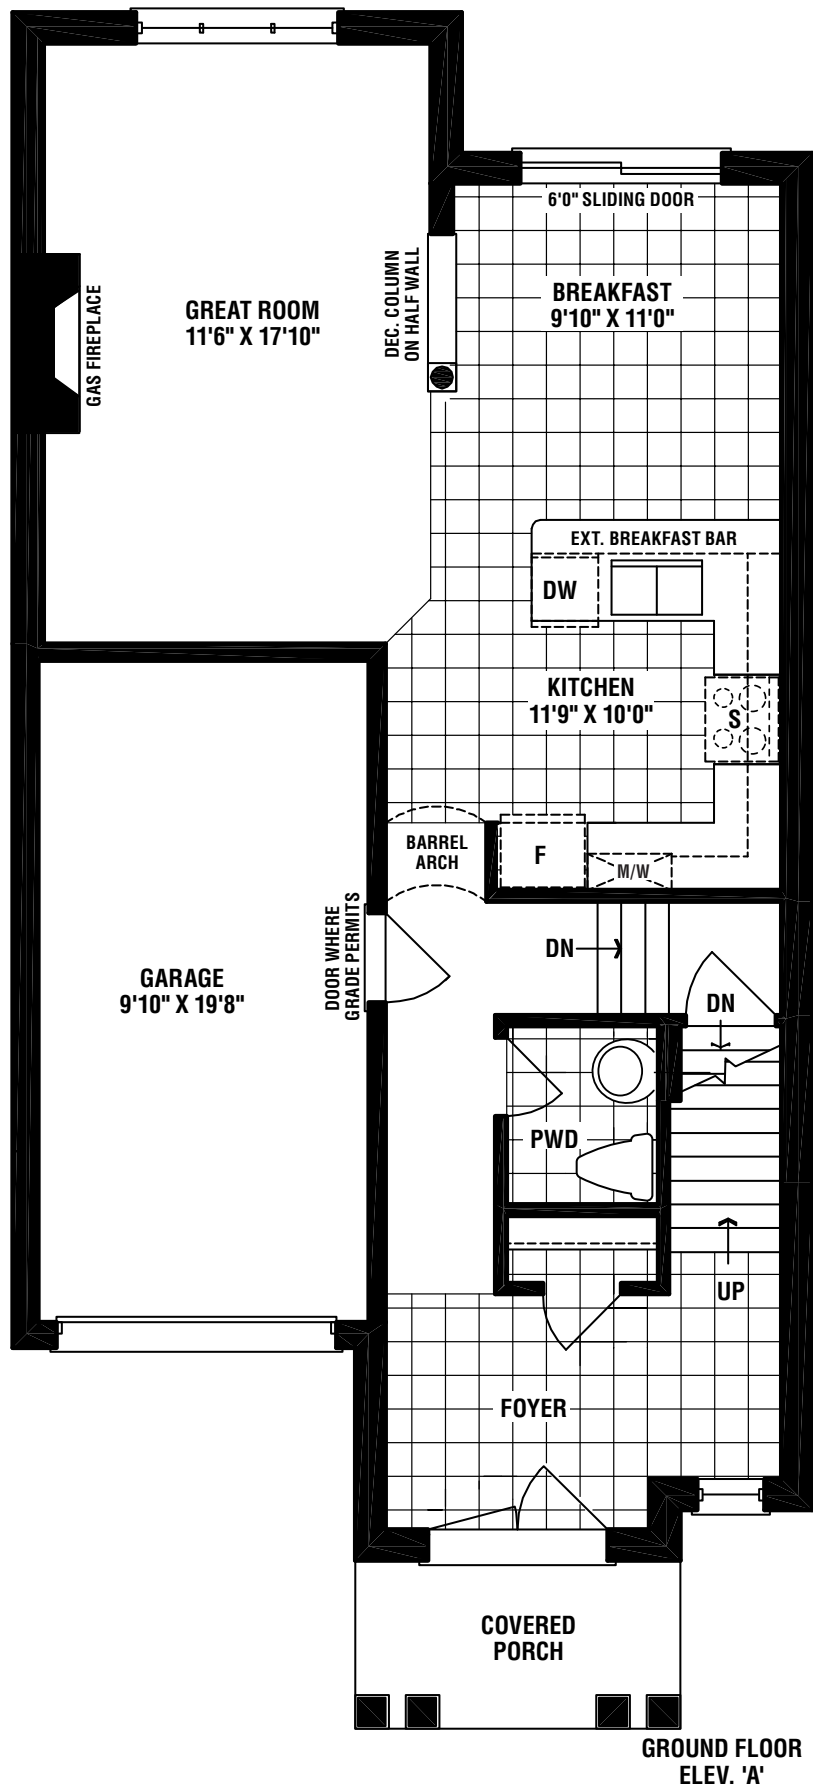 6'0" SLIDING DOOR
GREAT ROOM
11'6" X 17'10"
GAS FIREPLACE
DEC. COLUMN
ON HALF WALL
BREAKFAST
9'10" X 11'0"
EXT. BREAKFAST BAR
DW
KITCHEN
11'9" X 10'0"
S
BARREL
ARCH
F
M/W
DOOR WHERE
GRADE PERMITS
GARAGE
9'10" X 19'8"
DN
DN
PWD
UP
FOYER
COVERED
PORCH
GROUND FLOOR
ELEV. 'A'